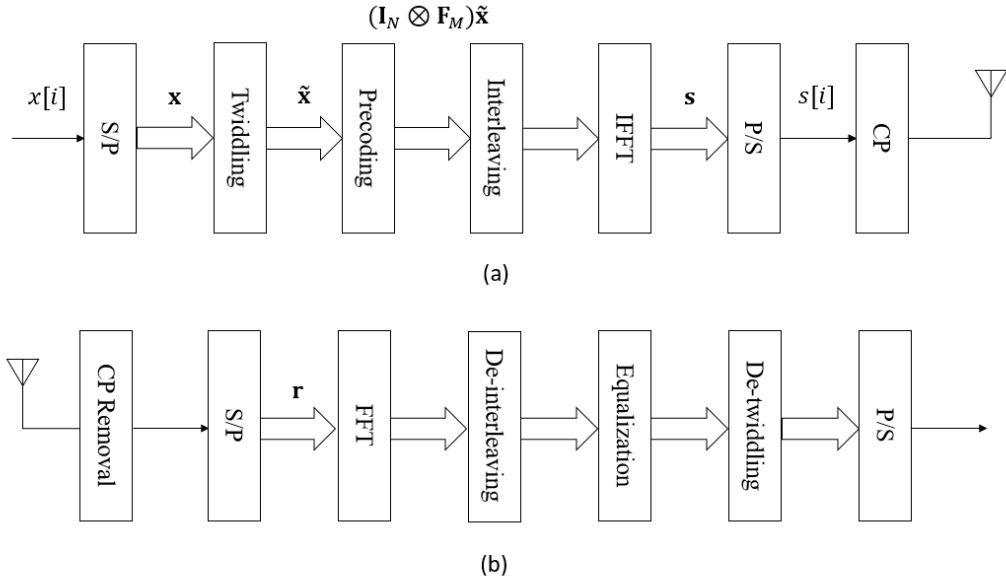 (𝐈_N ⊗ 𝐅_M)𝐱̃
x[i]
S/P
𝐱
Twiddling
𝐱̃
Precoding
Interleaving
IFFT
𝐬
P/S
s[i]
CP
(a)
CP Removal
S/P
𝐫
FFT
De-interleaving
Equalization
De-twiddling
P/S
(b)